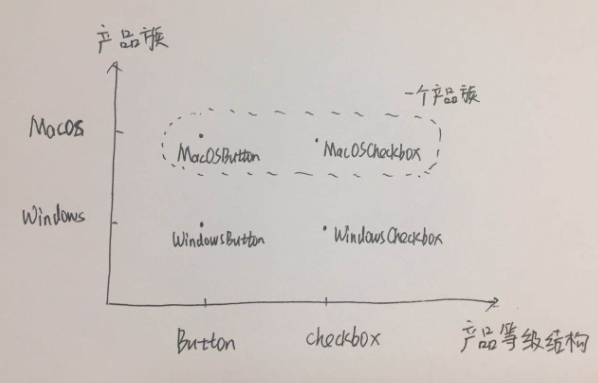 产品族
一个产品族
MacOS
MacOSButton
MacOSCheckbox
Windows
WindowsButton
WindowsCheckbox
Button
checkbox
产品等级结构